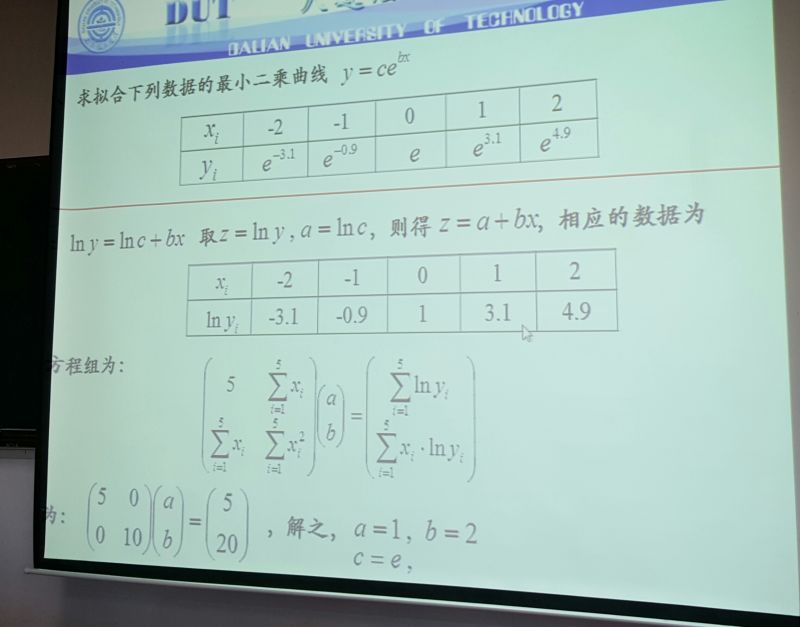 DUT
DALIAN UNIVERSITY OF TECHNOLOGY
求拟合下列数据的最小二乘曲线 y = ce^{bx}
x_i -2 -1 0 1 2
y_i e^{-3.1} e^{-0.9} e e^{3.1} e^{4.9}
ln y = ln c + bx 取z = ln y , a = ln c, 则得 z = a + bx, 相应的数据为
x_i -2 -1 0 1 2
ln y_i -3.1 -0.9 1 3.1 4.9
方程组为:
\begin{pmatrix} 5 & \sum_{i=1}^{5} x_i \\ \sum_{i=1}^{5} x_i & \sum_{i=1}^{5} x_i^2 \end{pmatrix} \begin{pmatrix} a \\ b \end{pmatrix} = \begin{pmatrix} \sum_{i=1}^{5} \ln y_i \\ \sum_{i=1}^{5} x_i \cdot \ln y_i \end{pmatrix}
为: \begin{pmatrix} 5 & 0 \\ 0 & 10 \end{pmatrix} \begin{pmatrix} a \\ b \end{pmatrix} = \begin{pmatrix} 5 \\ 20 \end{pmatrix} , 解之, a = 1, b = 2
c = e,